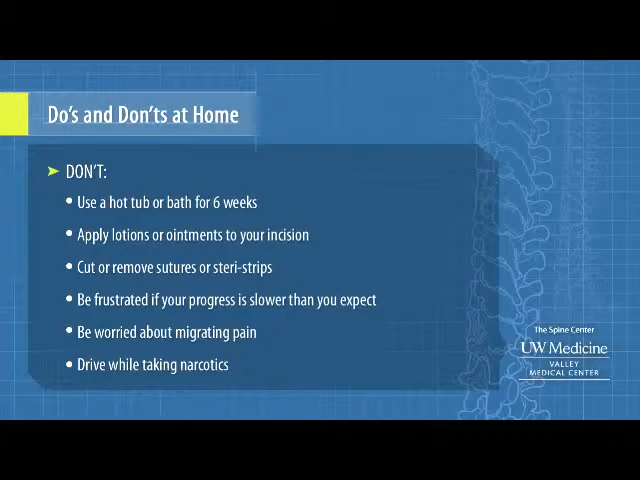 Do's and Don'ts at Home
➤ DON'T:
• Use a hot tub or bath for 6 weeks
• Apply lotions or ointments to your incision
• Cut or remove sutures or steri-strips
• Be frustrated if your progress is slower than you expect
• Be worried about migrating pain
• Drive while taking narcotics
The Spine Center
UW Medicine
VALLEY
MEDICAL CENTER